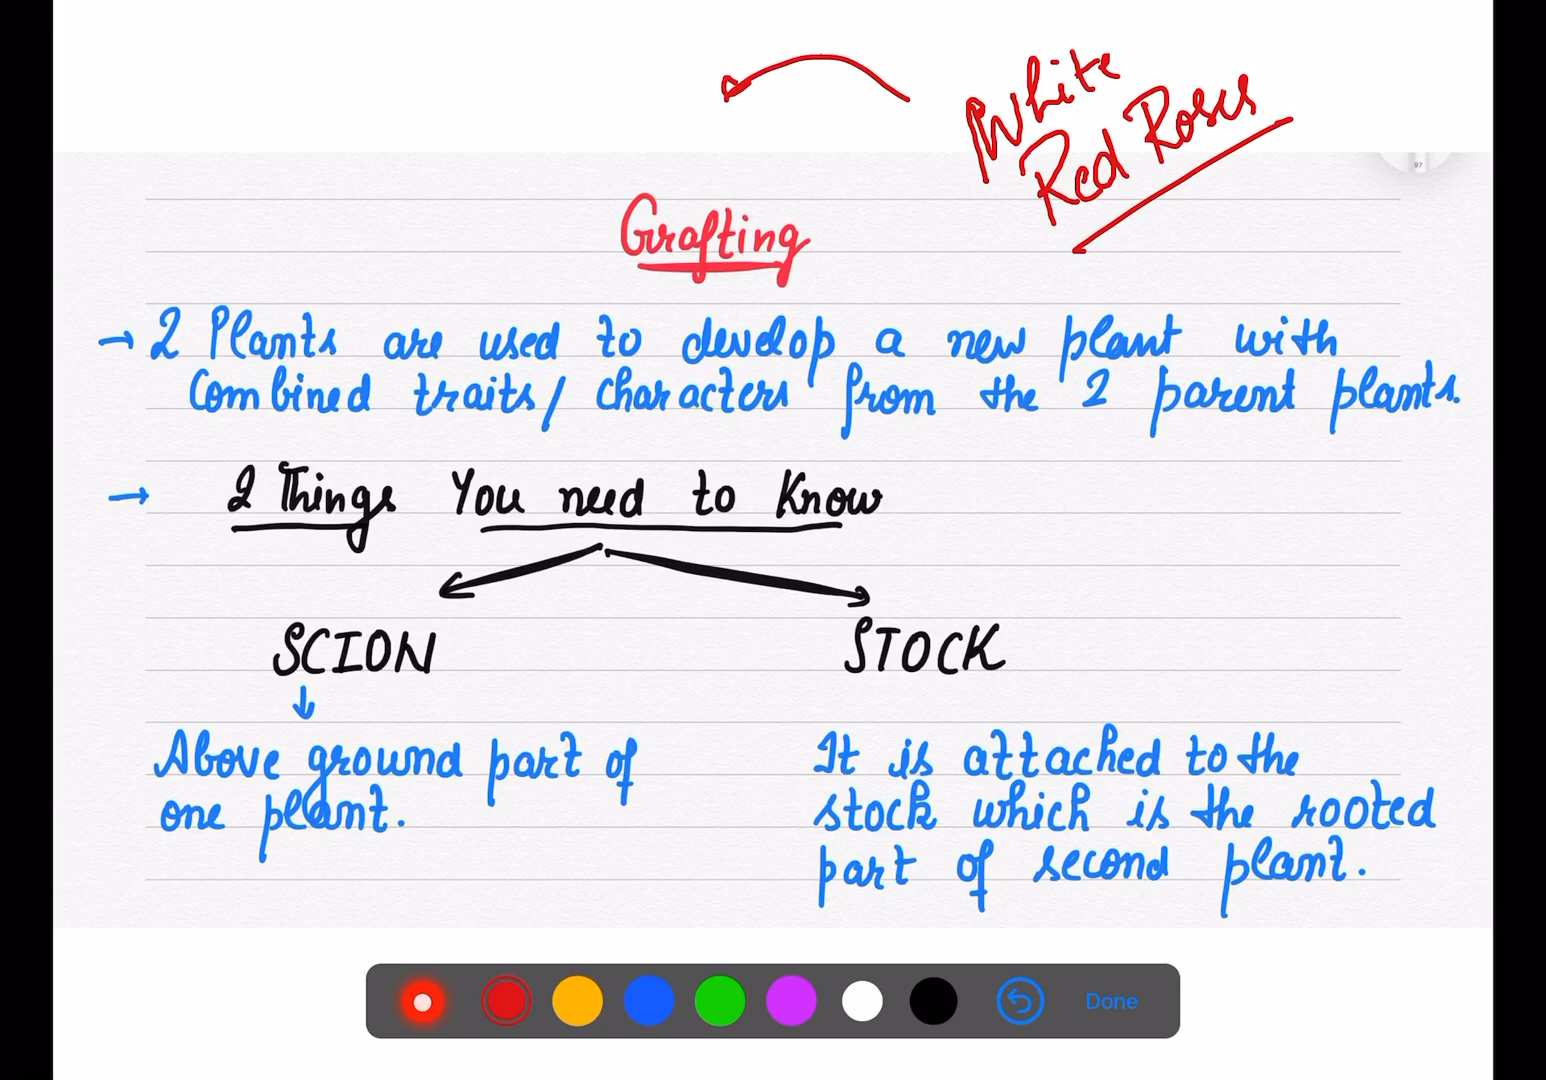 White
Red Roses
97
Grafting
→ 2 Plants are used to develop a new plant with
Combined traits/ characters from the 2 parent plants.
→ 2 Things You need to Know
SCION
STOCK
Above ground part of
one plant.
It is attached to the
stock which is the rooted
part of second plant.
Done